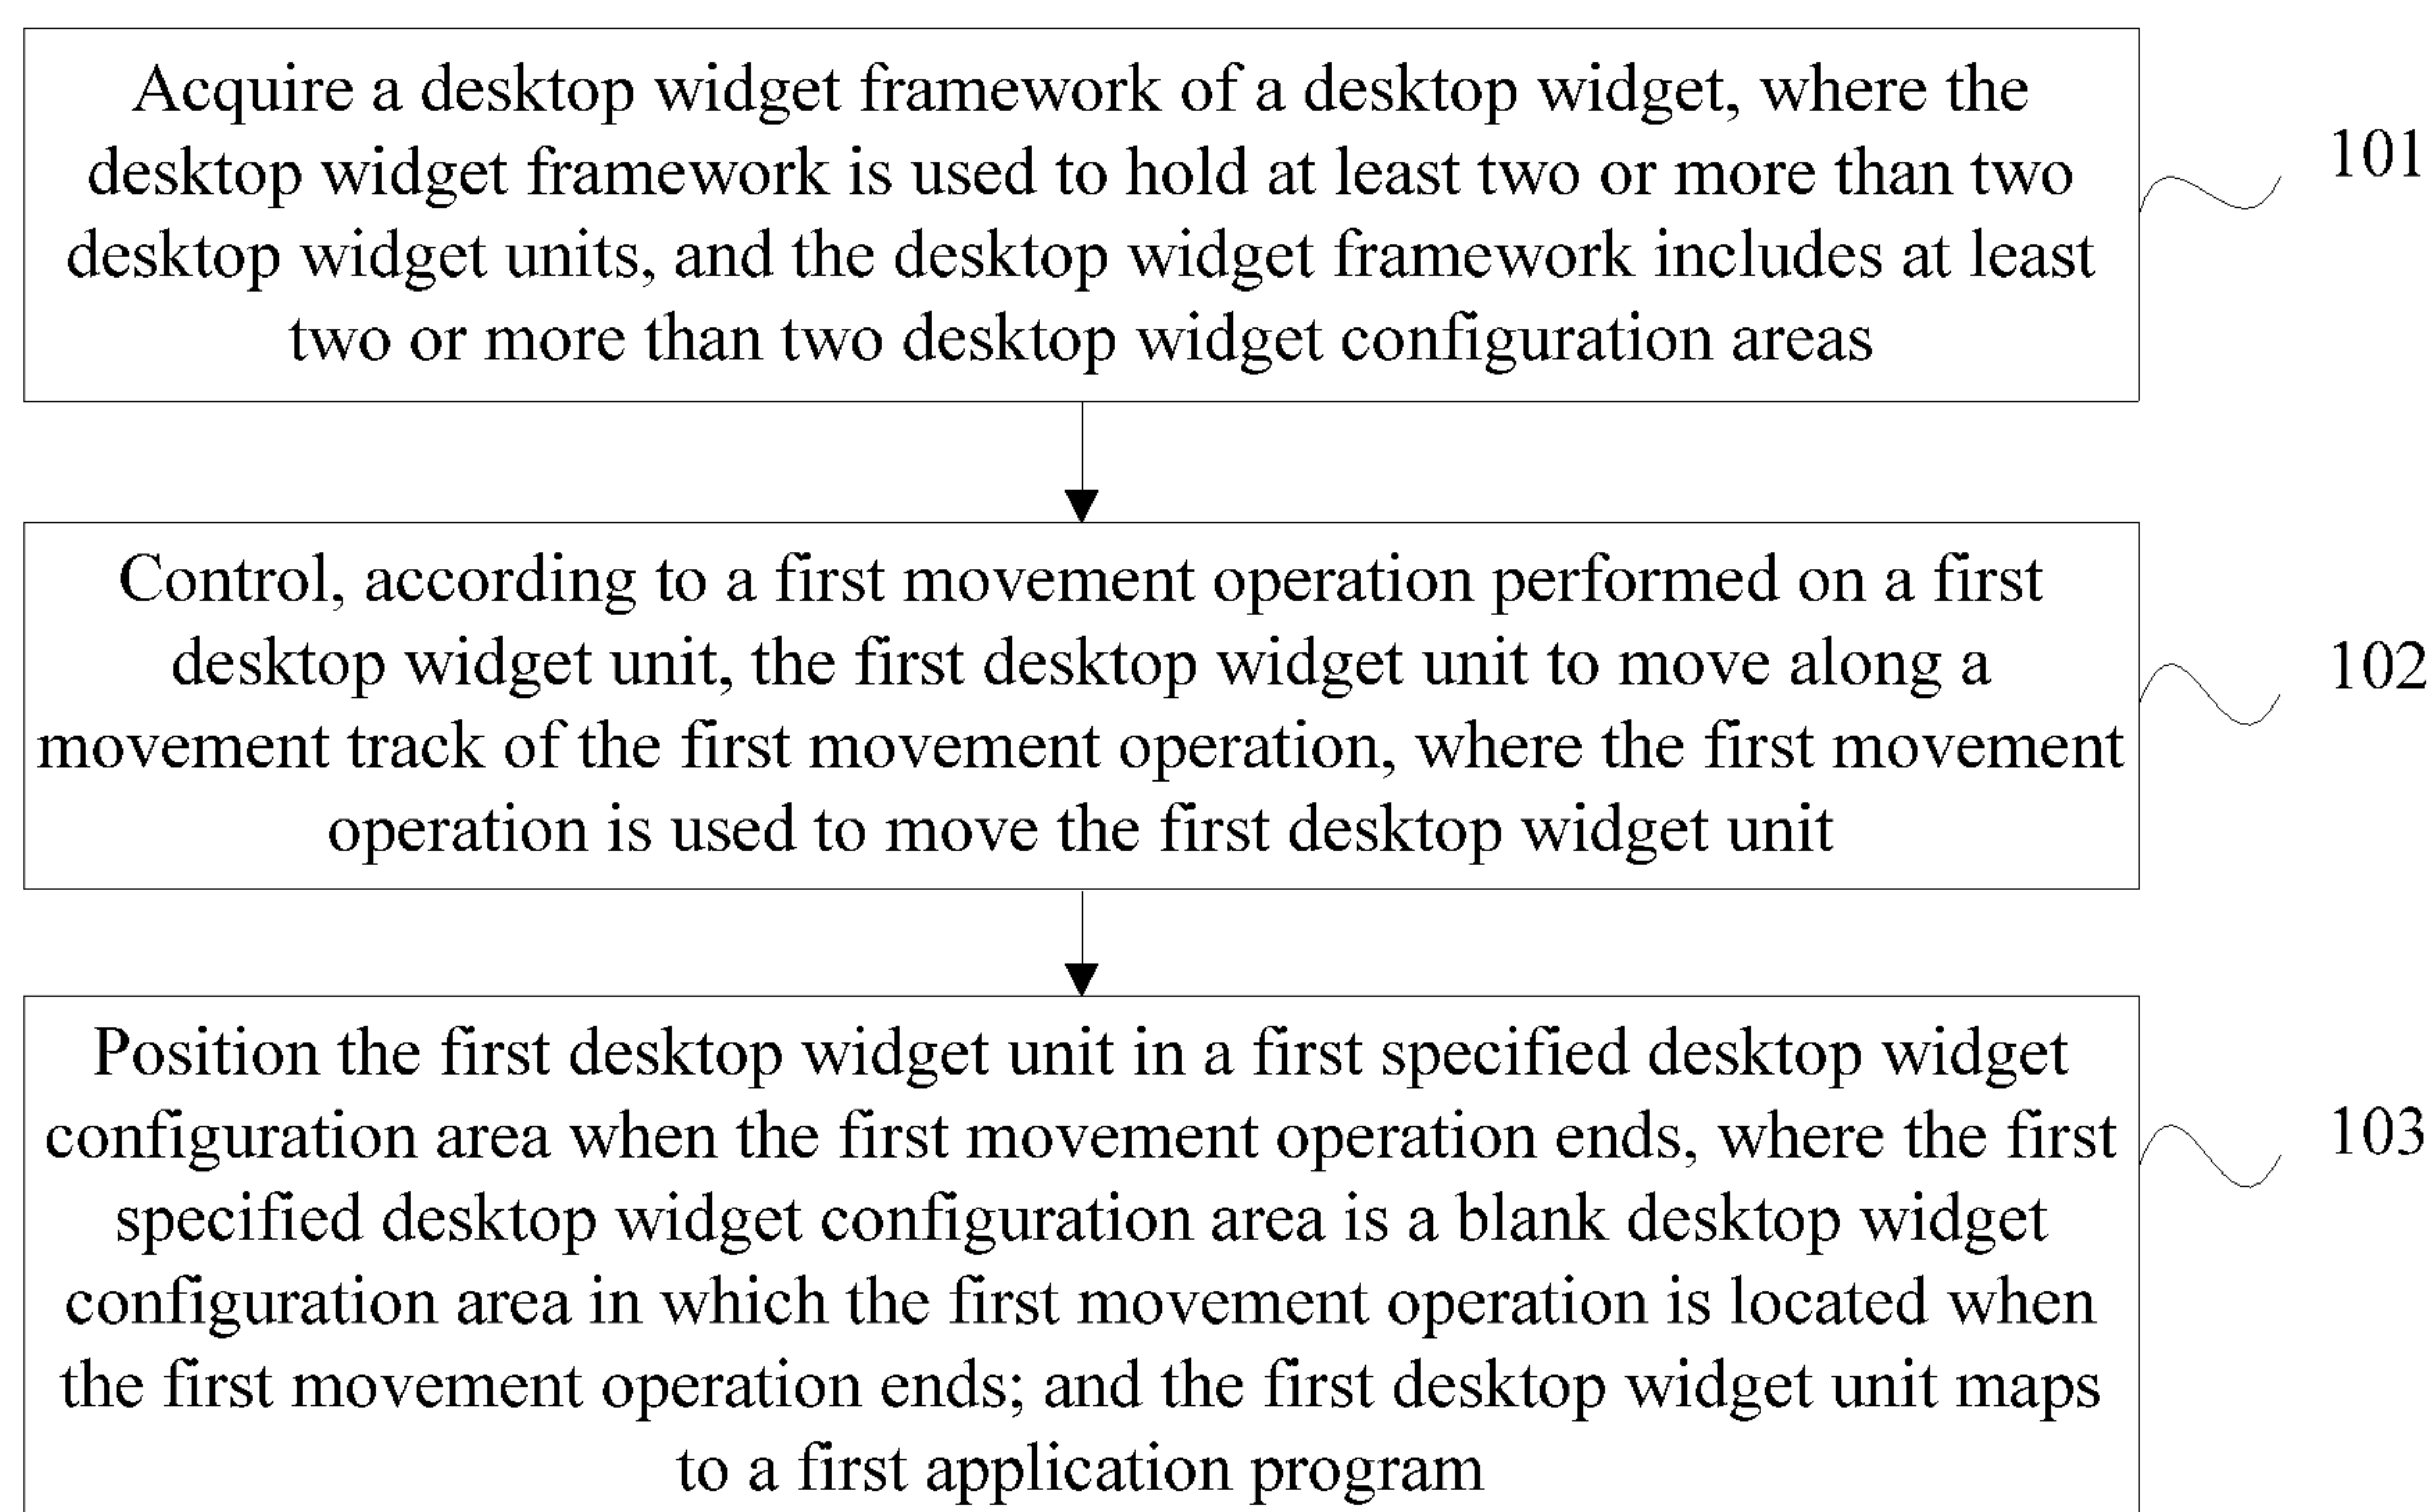 Acquire a desktop widget framework of a desktop widget, where the
desktop widget framework is used to hold at least two or more than two
desktop widget units, and the desktop widget framework includes at least
two or more than two desktop widget configuration areas
101
Control, according to a first movement operation performed on a first
desktop widget unit, the first desktop widget unit to move along a
movement track of the first movement operation, where the first movement
operation is used to move the first desktop widget unit
102
Position the first desktop widget unit in a first specified desktop widget
configuration area when the first movement operation ends, where the first
specified desktop widget configuration area is a blank desktop widget
configuration area in which the first movement operation is located when
the first movement operation ends; and the first desktop widget unit maps
to a first application program
103